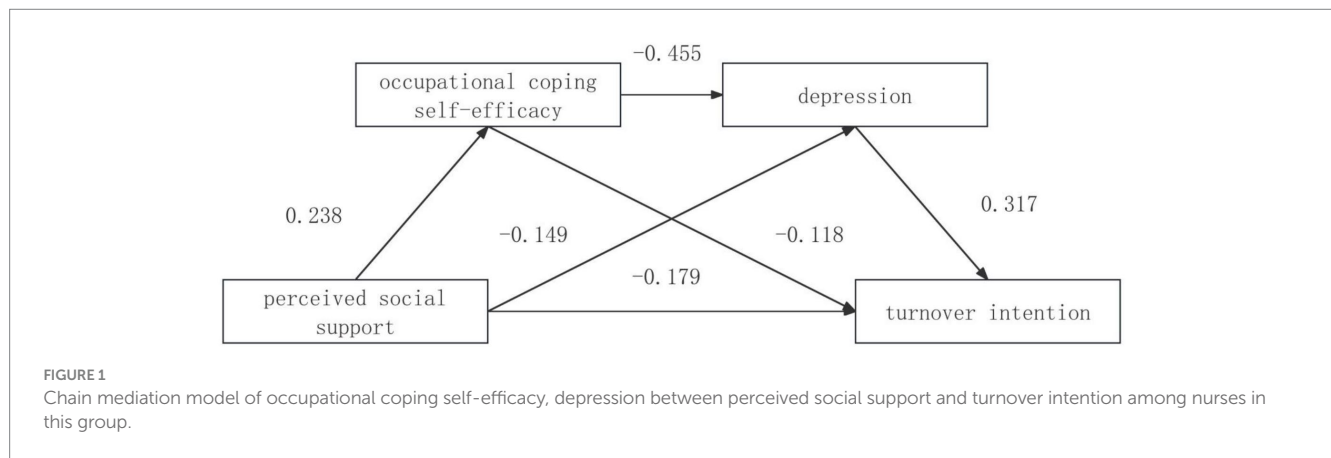 -0.455
occupational coping
self-efficacy
depression
0.238
-0.149
-0.118
0.317
-0.179
perceived social
support
turnover intention
FIGURE 1
Chain mediation model of occupational coping self-efficacy, depression between perceived social support and turnover intention among nurses in
this group.